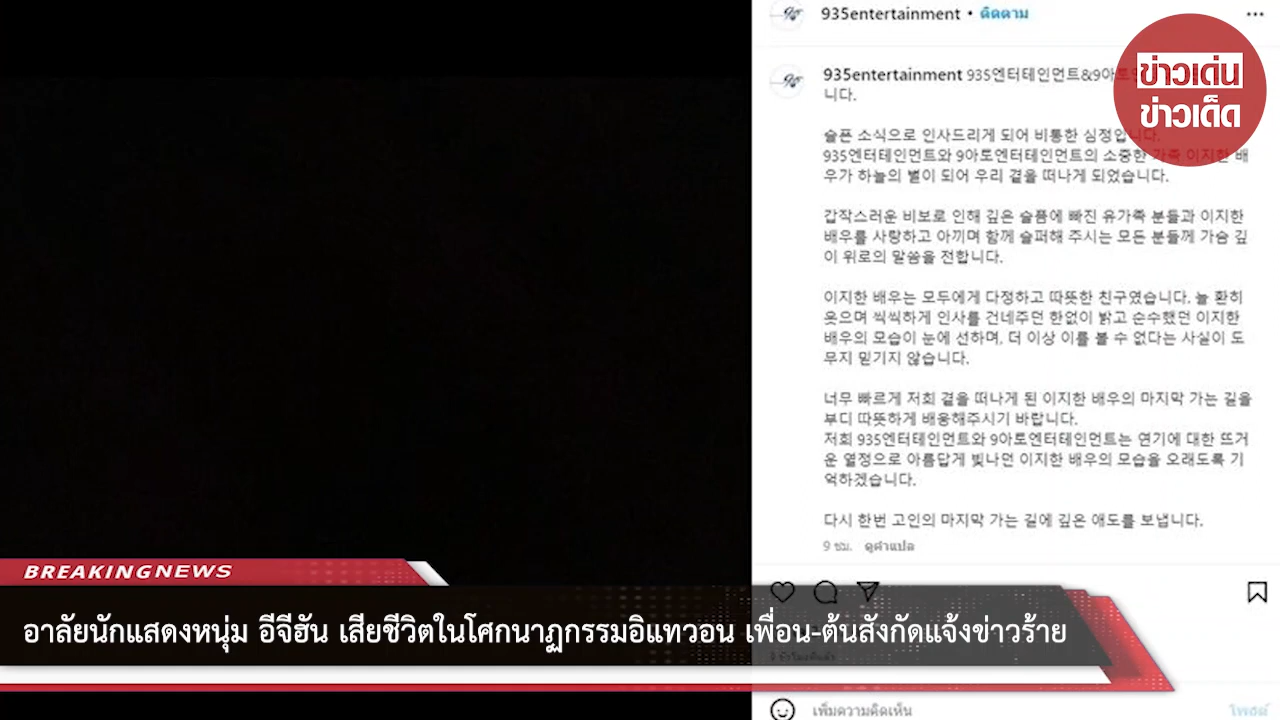 935entertainment • ติดตาม
ข่าวเด่น
ข่าวเด็ด
935entertainment 935엔터테인먼트&9아토
니다.
슬픈 소식으로 인사드리게 되어 비통한 심정입니다.
935엔터테인먼트와 9아토엔터테인먼트의 소중한 가족 이지한 배
우가 하늘의 별이 되어 우리 곁을 떠나게 되었습니다.
갑작스러운 비보로 인해 깊은 슬픔에 빠진 유가족 분들과 이지한
배우를 사랑하고 아끼며 함께 슬퍼해 주시는 모든 분들께 가슴 깊
이 위로의 말씀을 전합니다.
이지한 배우는 모두에게 다정하고 따뜻한 친구였습니다. 늘 환히
웃으며 씩씩하게 인사를 건네주던 한없이 밝고 순수했던 이지한
배우의 모습이 눈에 선하며, 더 이상 이를 볼 수 없다는 사실이 도
무지 믿기지 않습니다.
너무 빠르게 저희 곁을 떠나게 된 이지한 배우의 마지막 가는 길을
부디 따뜻하게 배웅해주시기 바랍니다.
저희 935엔터테인먼트와 9아토엔터테인먼트는 연기에 대한 뜨거
운 열정으로 아름답게 빛나던 이지한 배우의 모습을 오래도록 기
억하겠습니다.
다시 한번 고인의 마지막 가는 길에 깊은 애도를 보냅니다.
9 ชม. ดูคำแปล
BREAKING NEWS
อาลัยนักแสดงหนุ่ม อีจีฮัน เสียชีวิตในโศกนาฏกรรมอิแทวอน เพื่อน-ต้นสังกัดแจ้งข่าวร้าย
เพิ่มความคิดเห็น
โพสต์